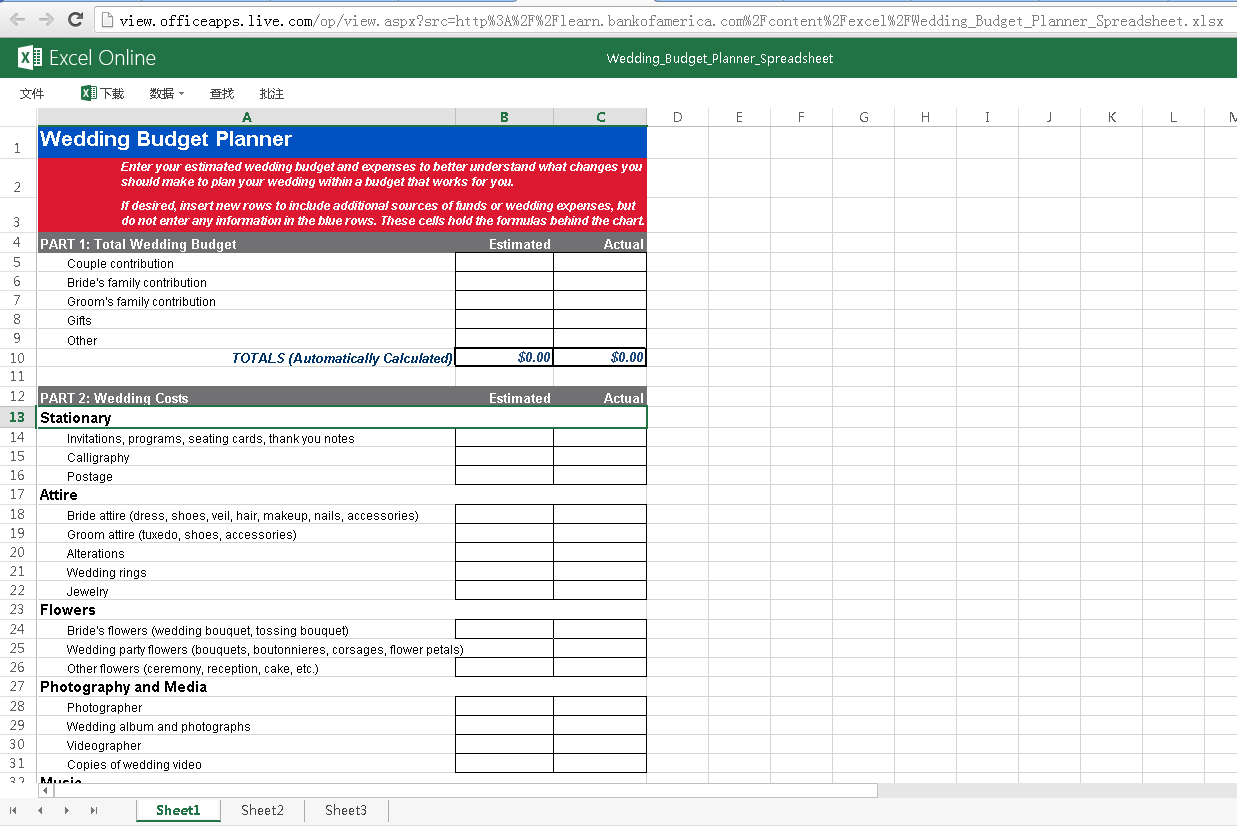 view.officeapps.live.com/op/view.aspx?src=http%3A%2F%2Flearn.bankofamerica.com%2Fcontent%2Fexcel%2FWedding_Budget_Planner_Spreadsheet.xlsx
Excel Online
Wedding_Budget_Planner_Spreadsheet
文件 下载 数据 查找 批注
A B C D E F G H I J K L M
1 Wedding Budget Planner
Enter your estimated wedding budget and expenses to better understand what changes you
2 should make to plan your wedding within a budget that works for you.
If desired, insert new rows to include additional sources of funds or wedding expenses, but
3 do not enter any information in the blue rows. These cells hold the formulas behind the chart.
4 PART 1: Total Wedding Budget Estimated Actual
5 Couple contribution
6 Bride's family contribution
7 Groom's family contribution
8 Gifts
9 Other
10 TOTALS (Automatically Calculated) $0.00 $0.00
11
12 PART 2: Wedding Costs Estimated Actual
13 Stationary
14 Invitations, programs, seating cards, thank you notes
15 Calligraphy
16 Postage
17 Attire
18 Bride attire (dress, shoes, veil, hair, makeup, nails, accessories)
19 Groom attire (tuxedo, shoes, accessories)
20 Alterations
21 Wedding rings
22 Jewelry
23 Flowers
24 Bride's flowers (wedding bouquet, tossing bouquet)
25 Wedding party flowers (bouquets, boutonnieres, corsages, flower petals)
26 Other flowers (ceremony, reception, cake, etc.)
27 Photography and Media
28 Photographer
29 Wedding album and photographs
30 Videographer
31 Copies of wedding video
32 Music
Sheet1 Sheet2 Sheet3